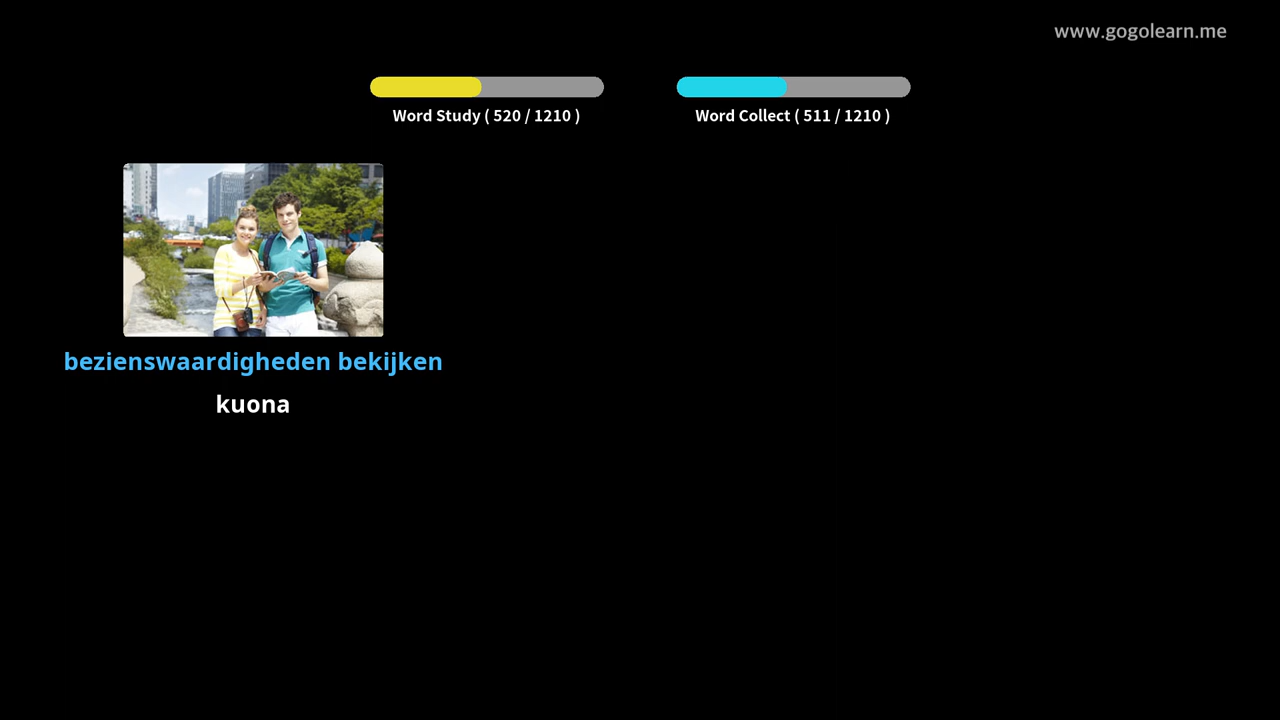 www.gogolearn.me
Word Study ( 520 / 1210 )
Word Collect ( 511 / 1210 )
bezienswaardigheden bekijken
kuona